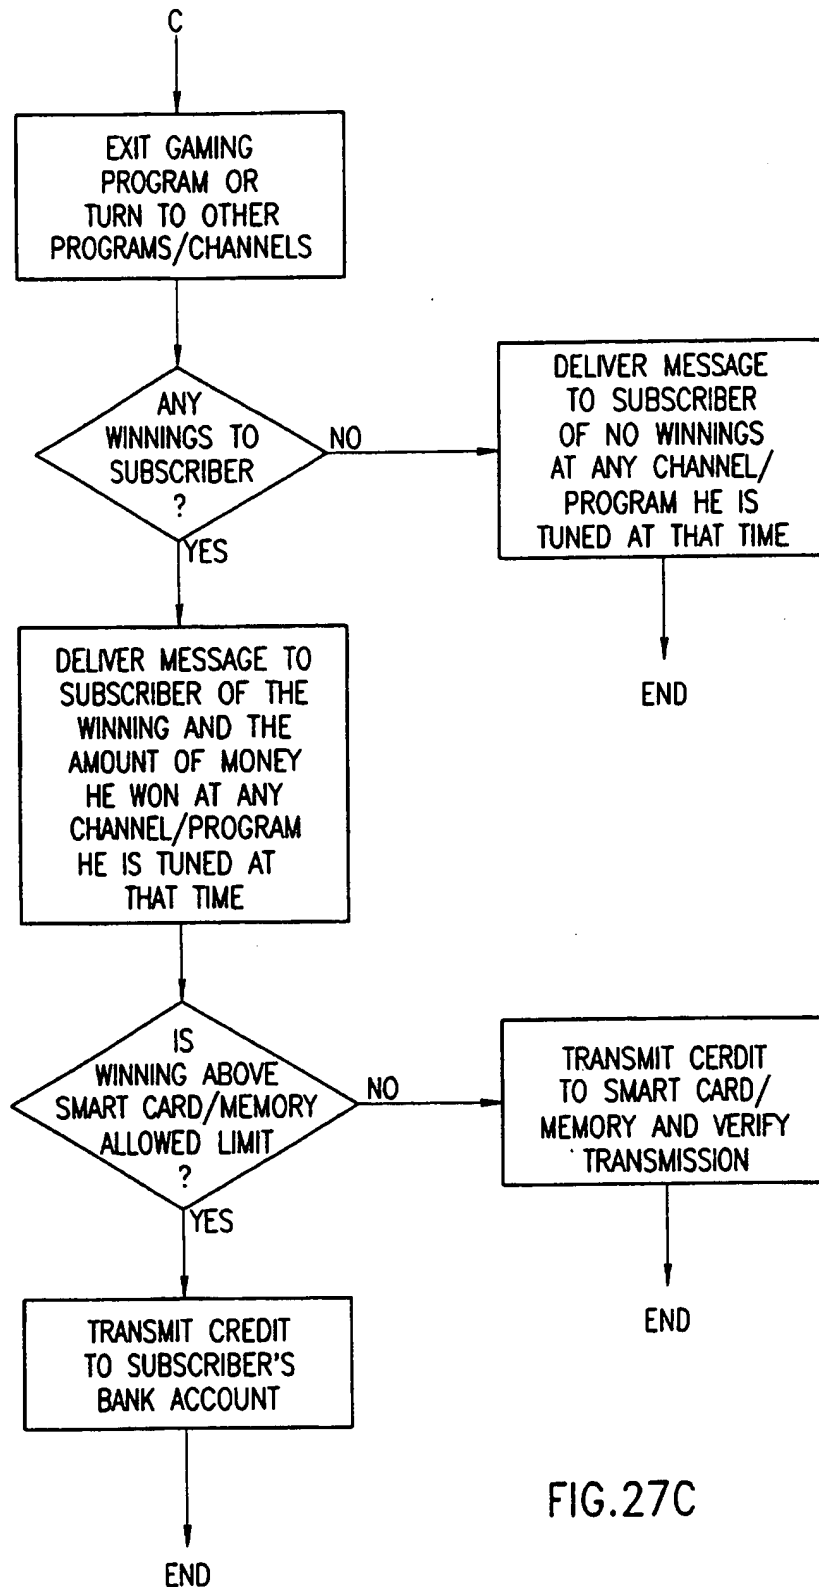 C
EXIT GAMING
PROGRAM OR
TURN TO OTHER
PROGRAMS/CHANNELS
ANY
WINNINGS TO
SUBSCRIBER
?
NO
YES
DELIVER MESSAGE
TO SUBSCRIBER
OF NO WINNINGS
AT ANY CHANNEL/
PROGRAM HE IS
TUNED AT THAT TIME
END
DELIVER MESSAGE TO
SUBSCRIBER OF THE
WINNING AND THE
AMOUNT OF MONEY
HE WON AT ANY
CHANNEL/PROGRAM
HE IS TUNED AT
THAT TIME
IS
WINNING ABOVE
SMART CARD/MEMORY
ALLOWED LIMIT
?
NO
YES
TRANSMIT CERDIT
TO SMART CARD/
MEMORY AND VERIFY
TRANSMISSION
END
TRANSMIT CREDIT
TO SUBSCRIBER'S
BANK ACCOUNT
END
FIG.27C